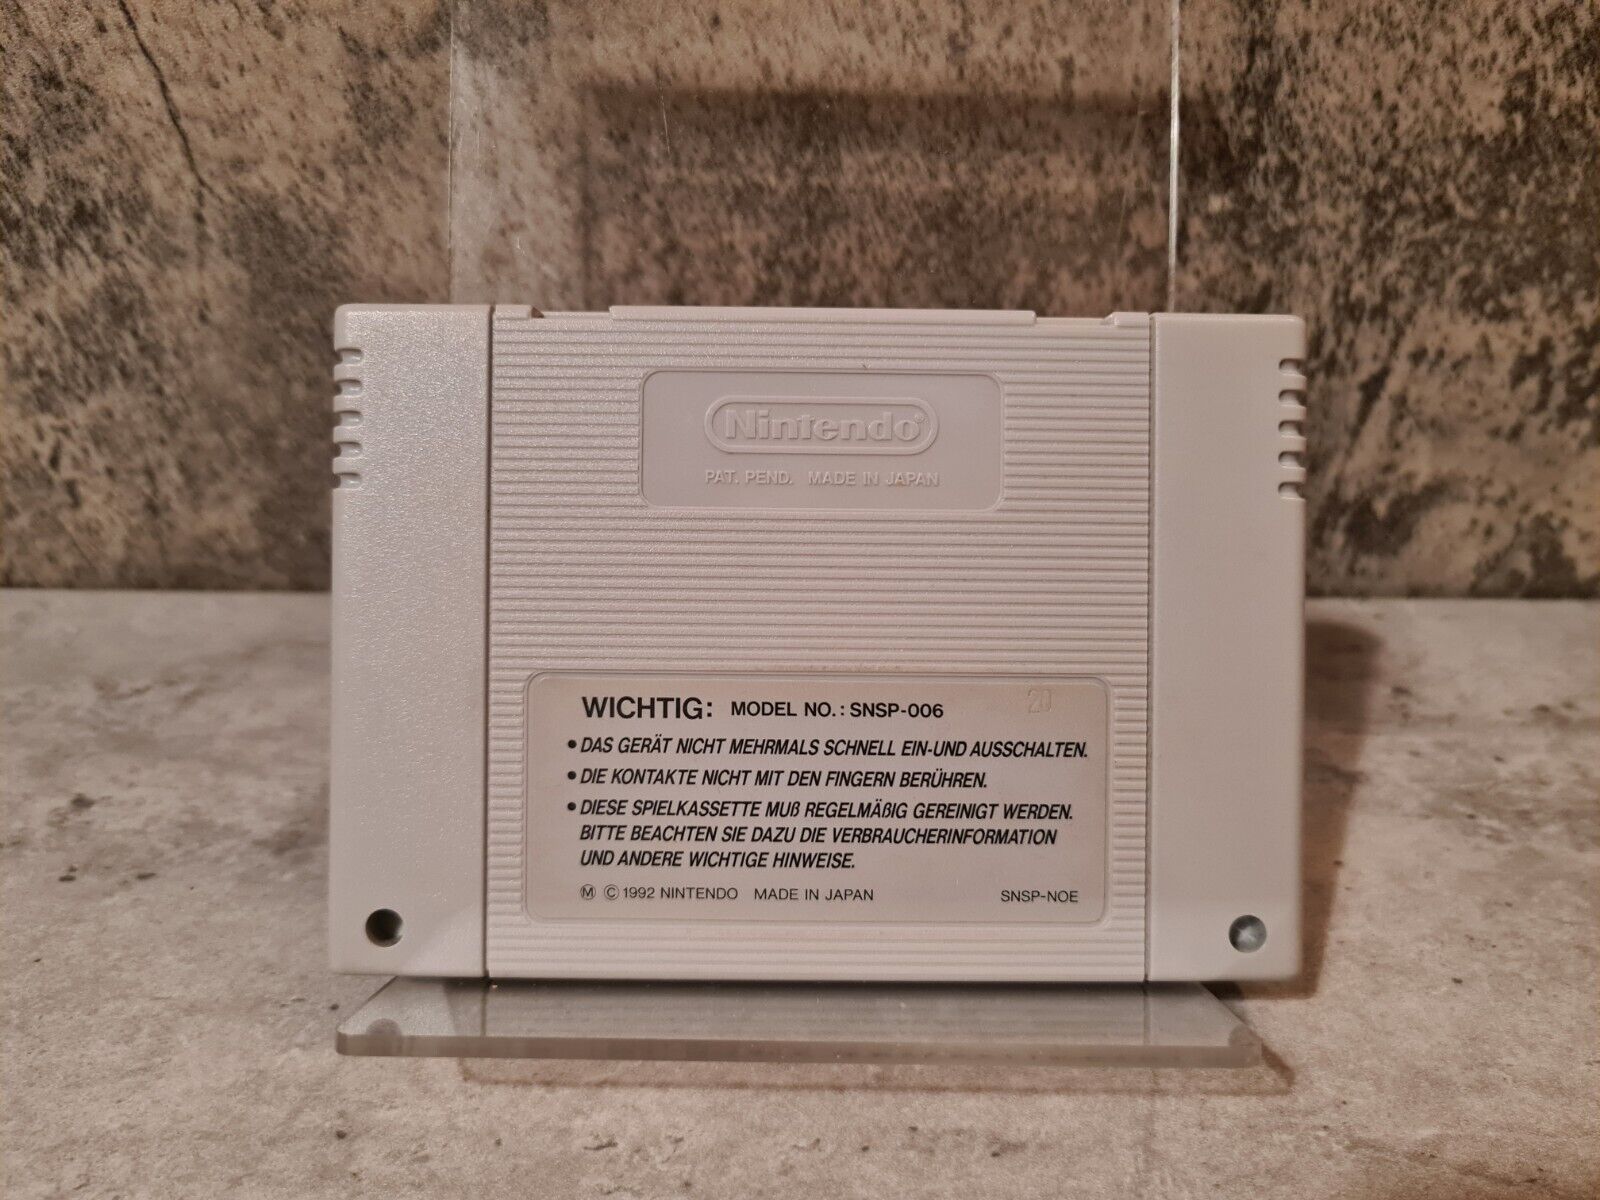 Nintendo®
PAT. PEND. MADE IN JAPAN
20
WICHTIG: MODEL NO.: SNSP-006
• DAS GERÄT NICHT MEHRMALS SCHNELL EIN-UND AUSSCHALTEN.
• DIE KONTAKTE NICHT MIT DEN FINGERN BERÜHREN.
• DIESE SPIELKASSETTE MUß REGELMÄßIG GEREINIGT WERDEN.
BITTE BEACHTEN SIE DAZU DIE VERBRAUCHERINFORMATION
UND ANDERE WICHTIGE HINWEISE.
Ⓜ © 1992 NINTENDO MADE IN JAPAN SNSP-NOE